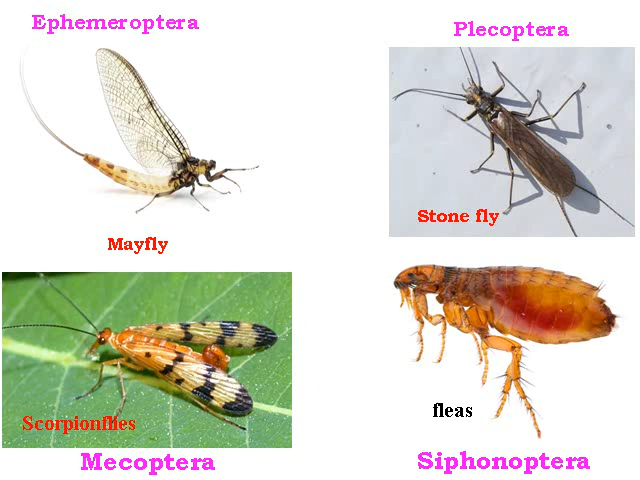 Ephemeroptera
Plecoptera
Stone fly
Mayfly
fleas
Scorpionflies
Mecoptera
Siphonoptera